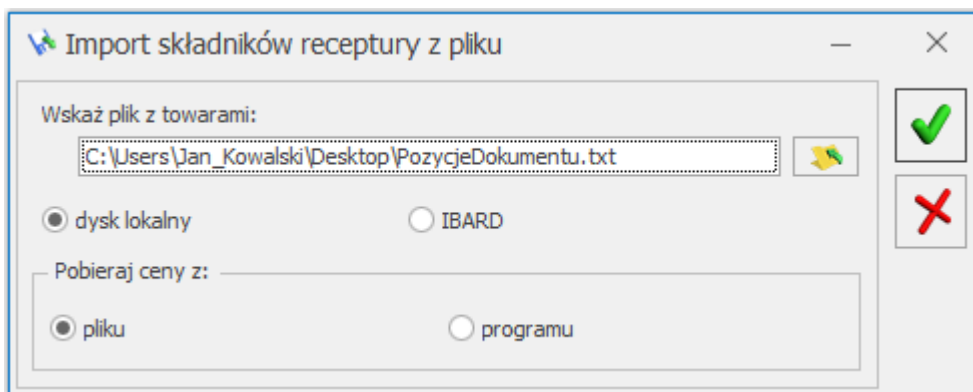 Import składników receptury z pliku
Wskaż plik z towarami:
C:\Users\Jan_Kowalski\Desktop\PozycjeDokumentu.txt
dysk lokalny IBARD
Pobieraj ceny z:
pliku programu